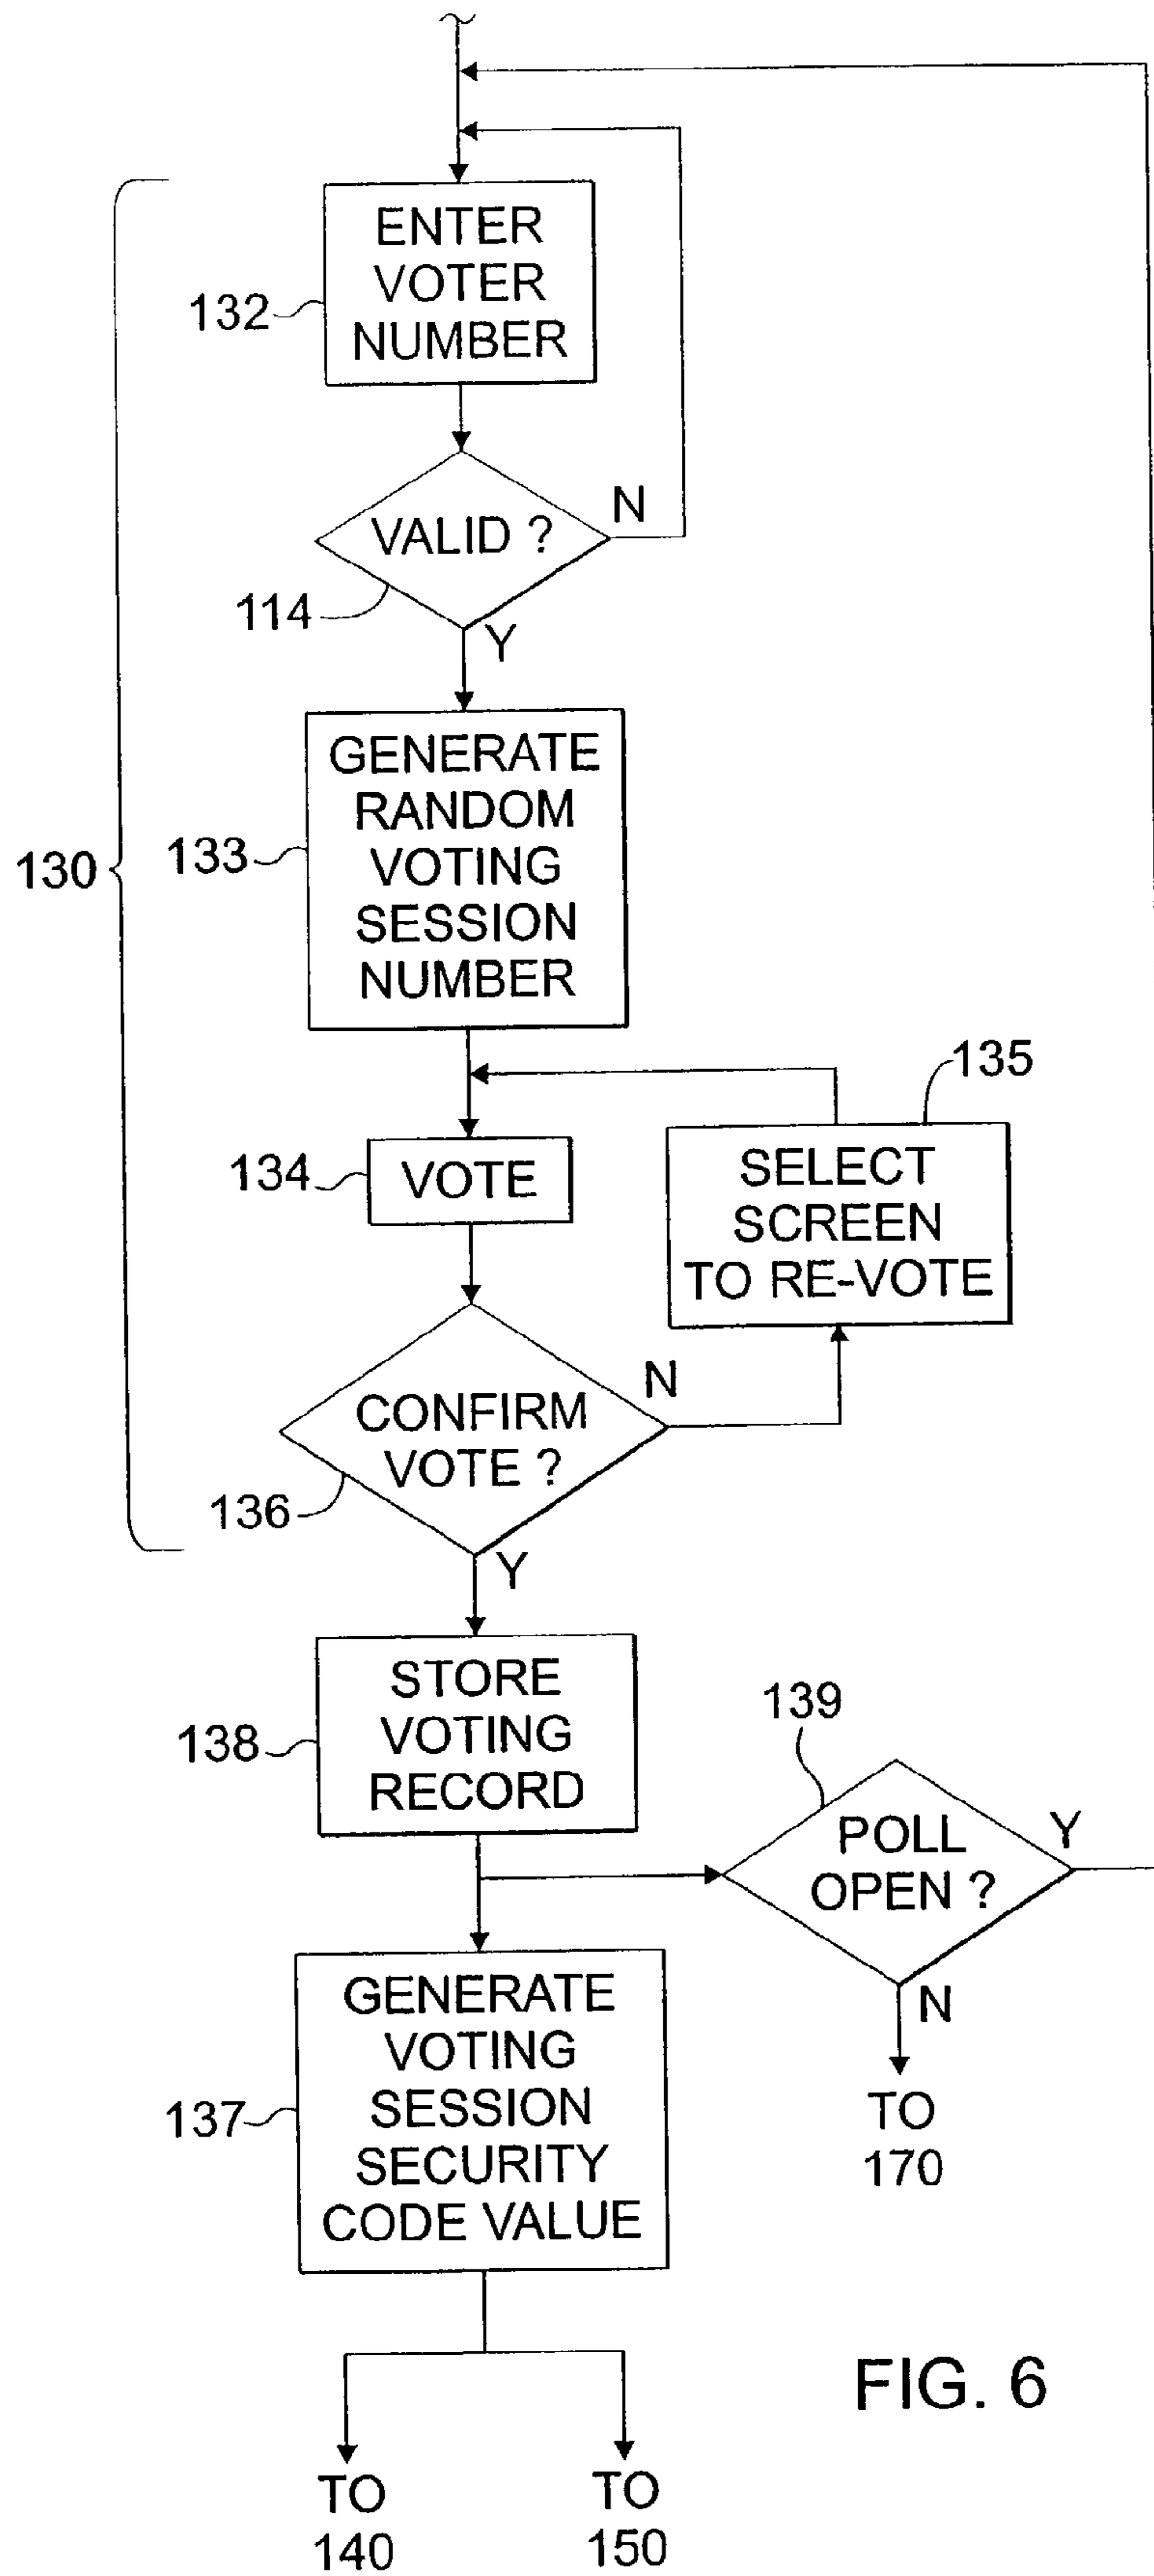 ENTER
VOTER
NUMBER
132
VALID ?
N
114
Y
GENERATE
RANDOM
VOTING
SESSION
NUMBER
133
130
135
134
VOTE
SELECT
SCREEN
TO RE-VOTE
CONFIRM
VOTE ?
N
136
Y
STORE
VOTING
RECORD
138
139
POLL
OPEN ?
Y
N
TO
170
GENERATE
VOTING
SESSION
SECURITY
CODE VALUE
137
FIG. 6
TO
140
TO
150